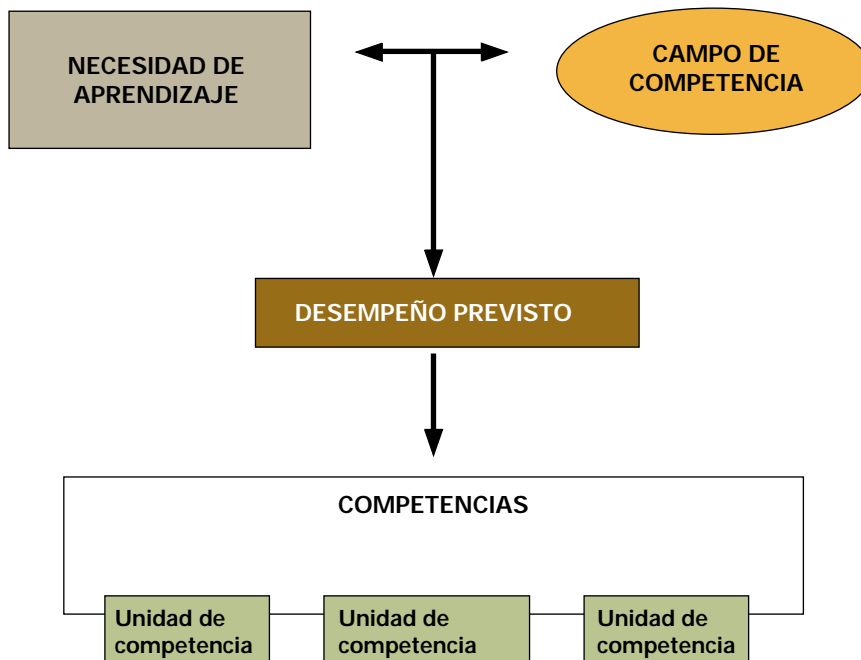 NECESIDAD DE
APRENDIZAJE
CAMPO DE
COMPETENCIA
DESEMPEÑO PREVISTO
COMPETENCIAS
Unidad de
competencia
Unidad de
competencia
Unidad de
competencia